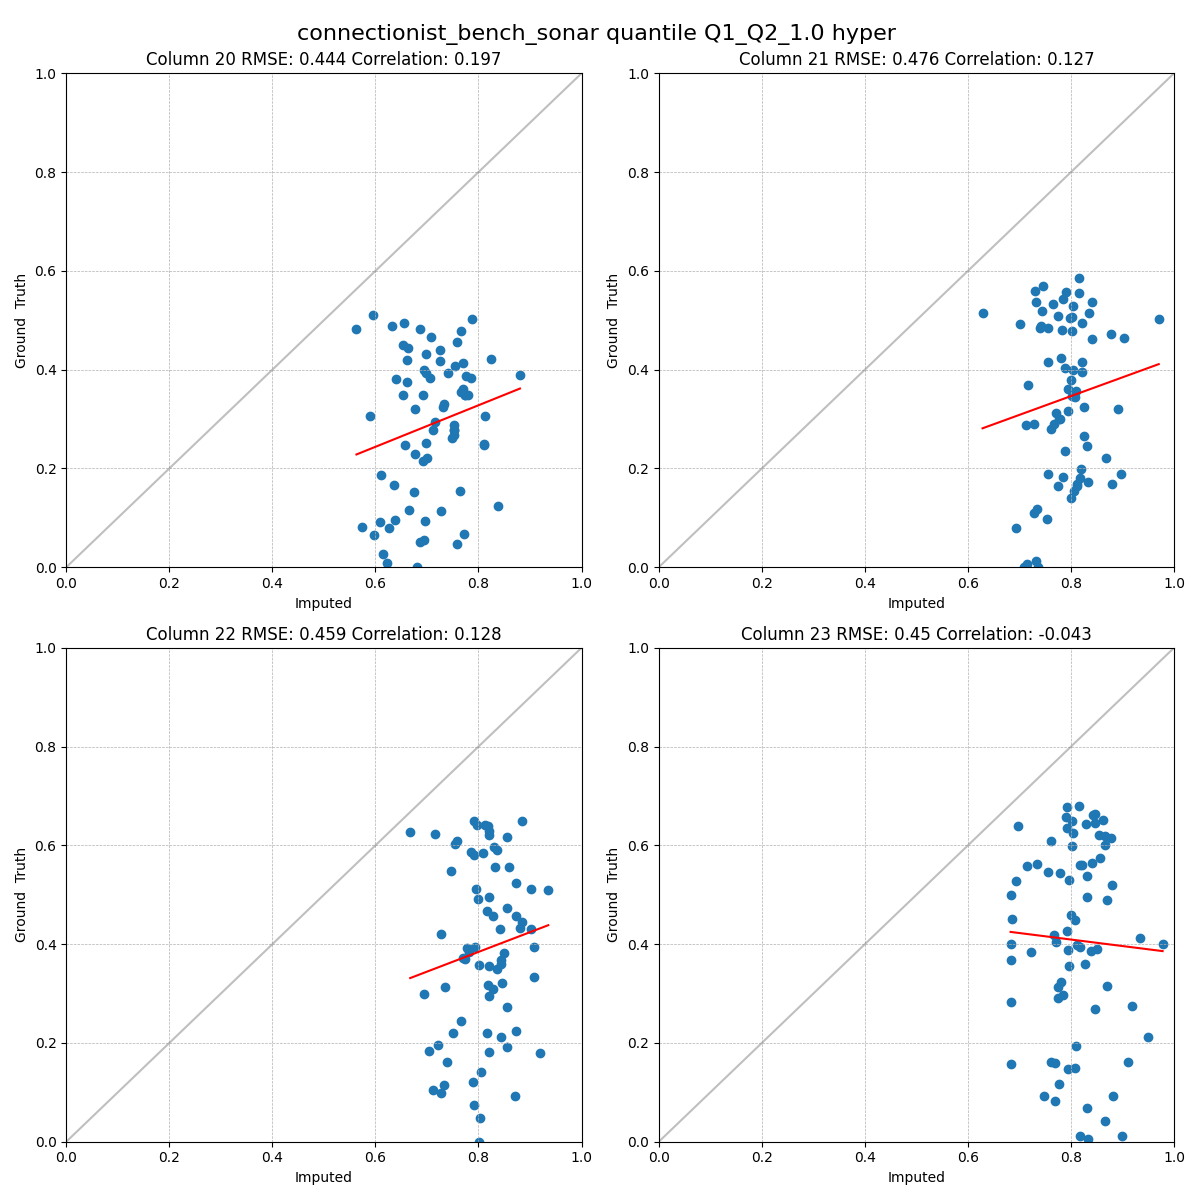 connectionist_bench_sonar quantile Q1_Q2_1.0 hyper
Column 20 RMSE: 0.444 Correlation: 0.197
1.0
0.8
0.6
0.4
0.2
0.0
Ground Truth
0.0 0.2 0.4 0.6 0.8 1.0
Imputed
Column 21 RMSE: 0.476 Correlation: 0.127
1.0
0.8
0.6
0.4
0.2
0.0
Ground Truth
0.0 0.2 0.4 0.6 0.8 1.0
Imputed
Column 22 RMSE: 0.459 Correlation: 0.128
1.0
0.8
0.6
0.4
0.2
0.0
Ground Truth
0.0 0.2 0.4 0.6 0.8 1.0
Imputed
Column 23 RMSE: 0.45 Correlation: -0.043
1.0
0.8
0.6
0.4
0.2
0.0
Ground Truth
0.0 0.2 0.4 0.6 0.8 1.0
Imputed